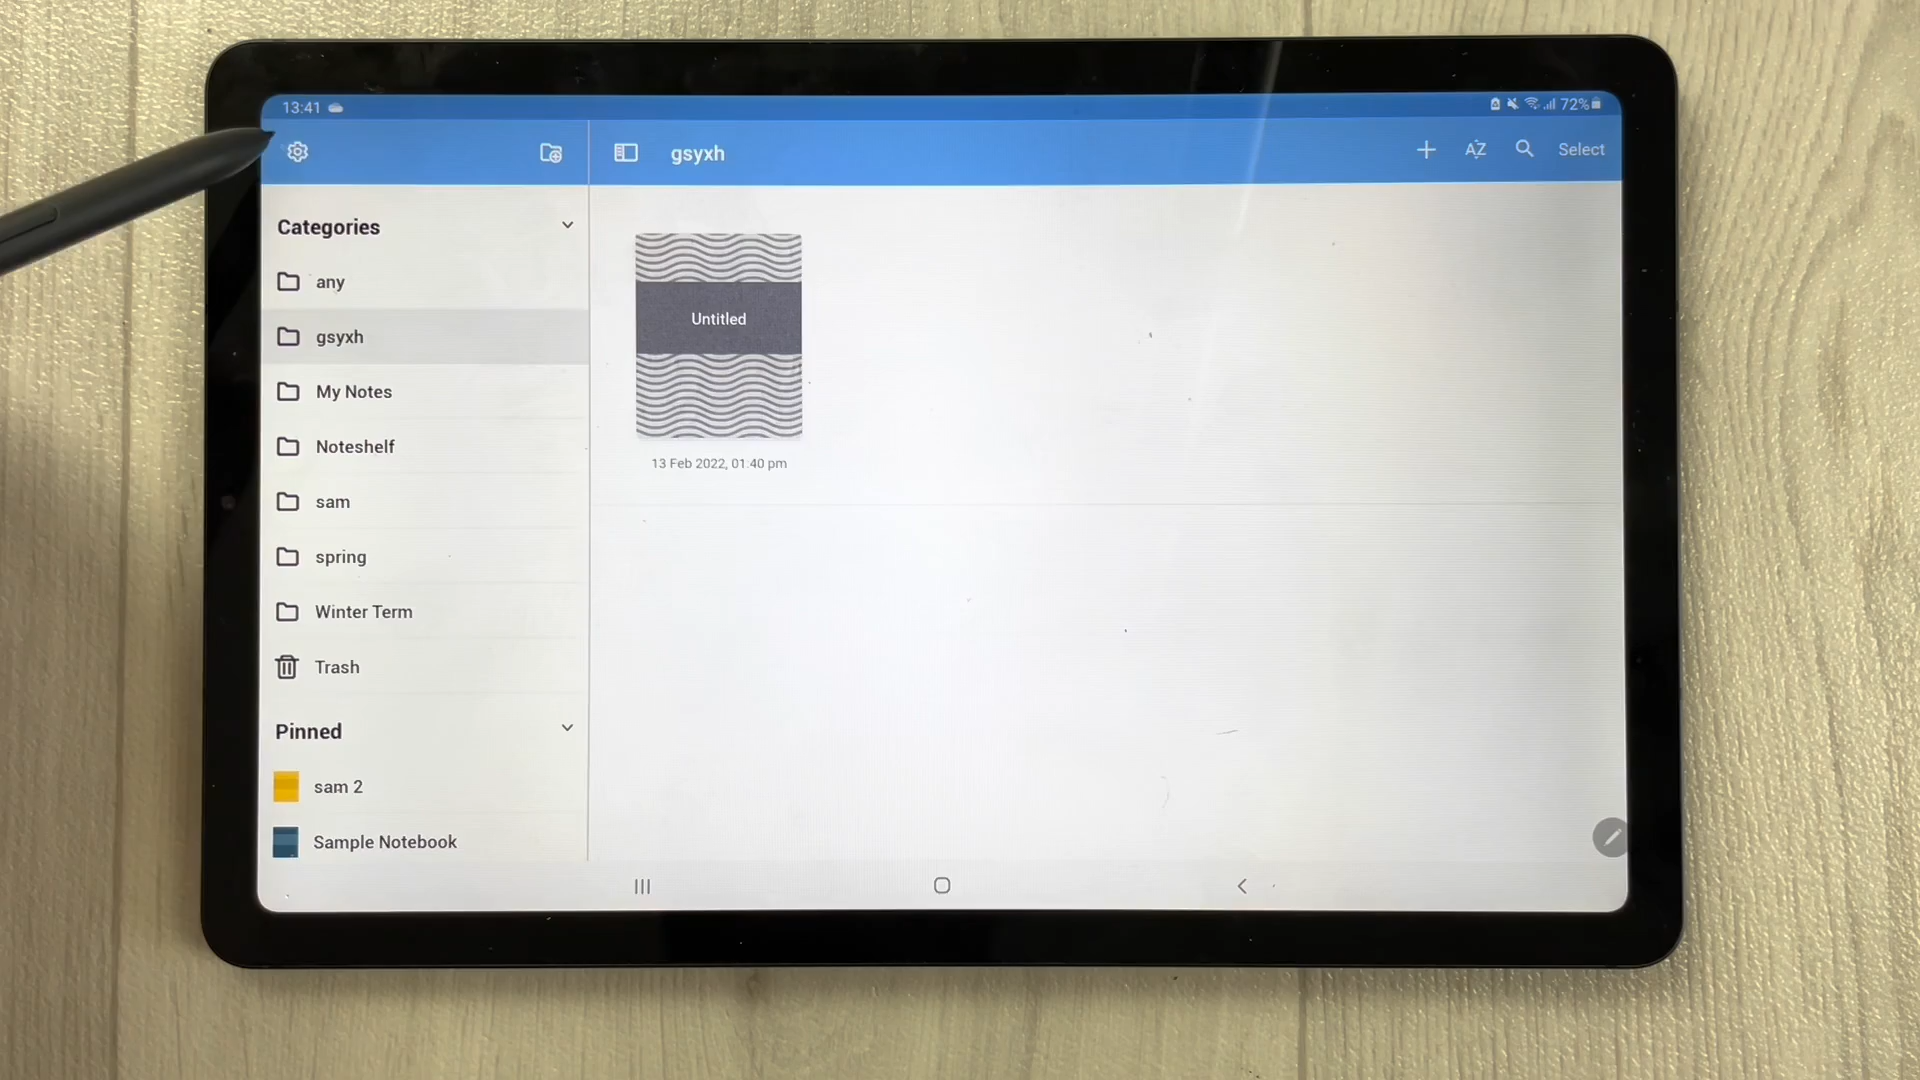 13:41
72%
gsyxh
AZ
Select
Categories
any
gsyxh
My Notes
Noteshelf
sam
spring
Winter Term
Trash
Pinned
sam 2
Sample Notebook
Untitled
13 Feb 2022, 01.40 pm